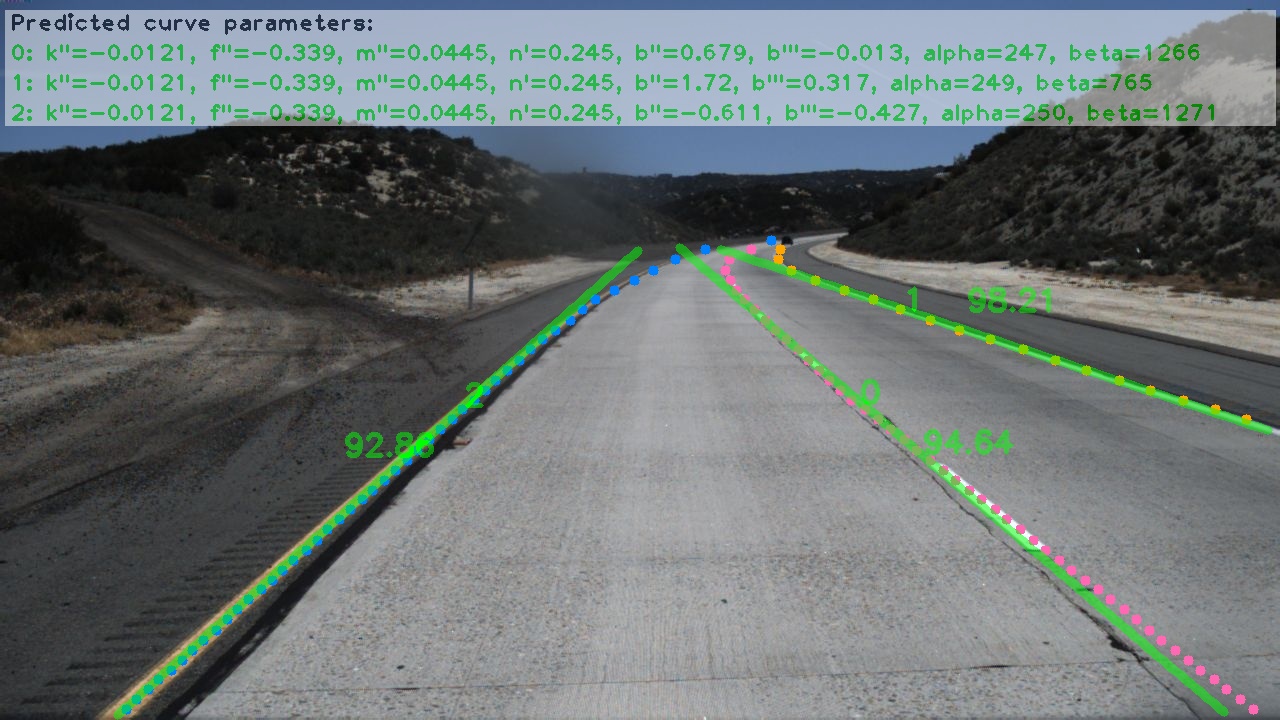 Predicted curve parameters:
0: k''=-0.0121, f''=-0.339, m''=0.0445, n'=0.245, b''=0.679, b'''=-0.013, alpha=247, beta=1266
1: k''=-0.0121, f''=-0.339, m''=0.0445, n'=0.245, b''=1.72, b'''=0.317, alpha=249, beta=765
2: k''=-0.0121, f''=-0.339, m''=0.0445, n'=0.245, b''=-0.611, b'''=-0.427, alpha=250, beta=1271
1 98.21
2
0
92.86
94.64